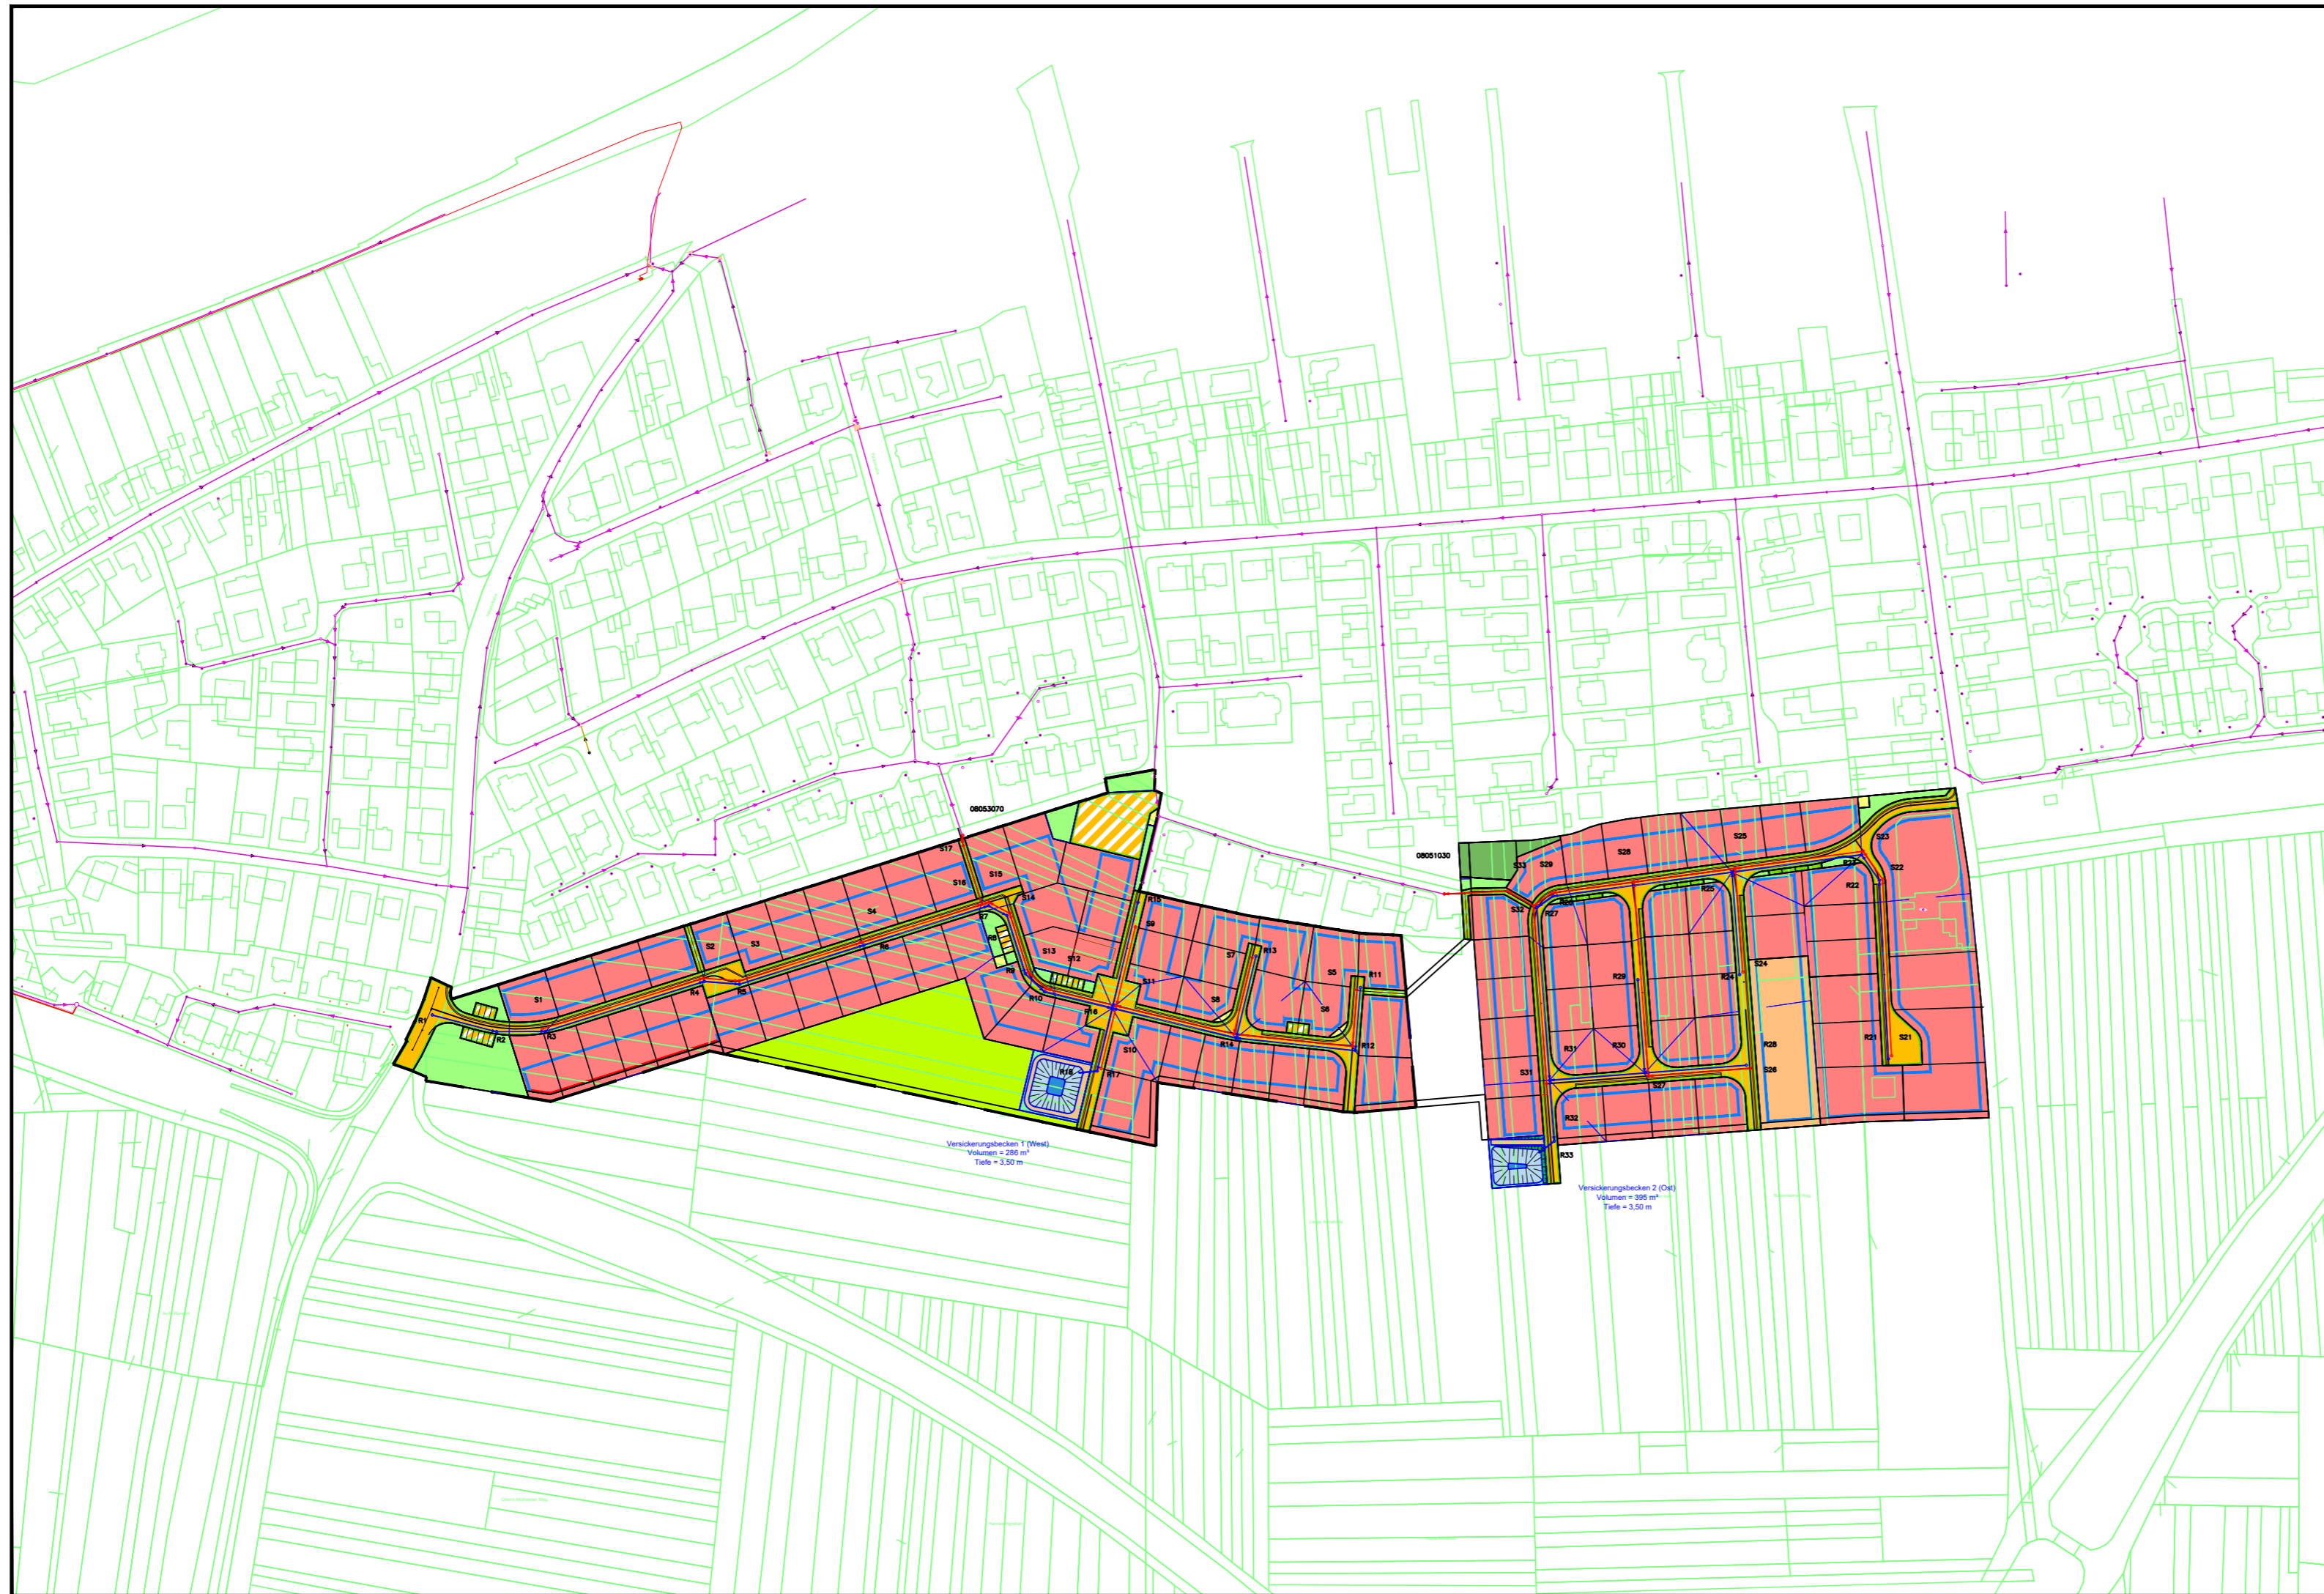 08053070
S17
S16
S15
S14
S4
R7
R8
R6
S13
S12
R9
R10
S2
S3
R4
R5
S1
R1
R2
R3
R15
S9
S11
R16
S7
R13
S5
R11
S8
S6
R14
R12
S10
R17
R18
Versickerungsbecken 1 (West)
Volumen = 286 m³
Tiefe = 3,50 m
08051030
S33
S29
S28
S25
S23
R23
S22
R22
R25
R26
S32
R27
R29
R24
S24
R31
R30
R28
S26
S31
S27
R32
R21
S21
R33
Versickerungsbecken 2 (Ost)
Volumen = 395 m³
Tiefe = 3,50 m